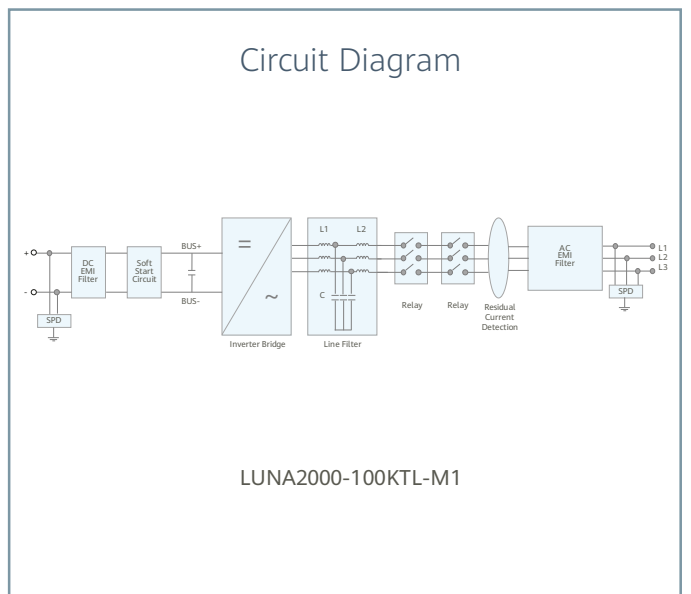 Circuit Diagram
L1 L2
+
DC
EMI
Filter
Soft
Start
Circuit
BUS+
BUS-
-
SPD
=
~
Inverter Bridge
C
Line Filter
Relay
Relay
Residual
Current
Detection
AC
EMI
Filter
L1
L2
L3
SPD
LUNA2000-100KTL-M1